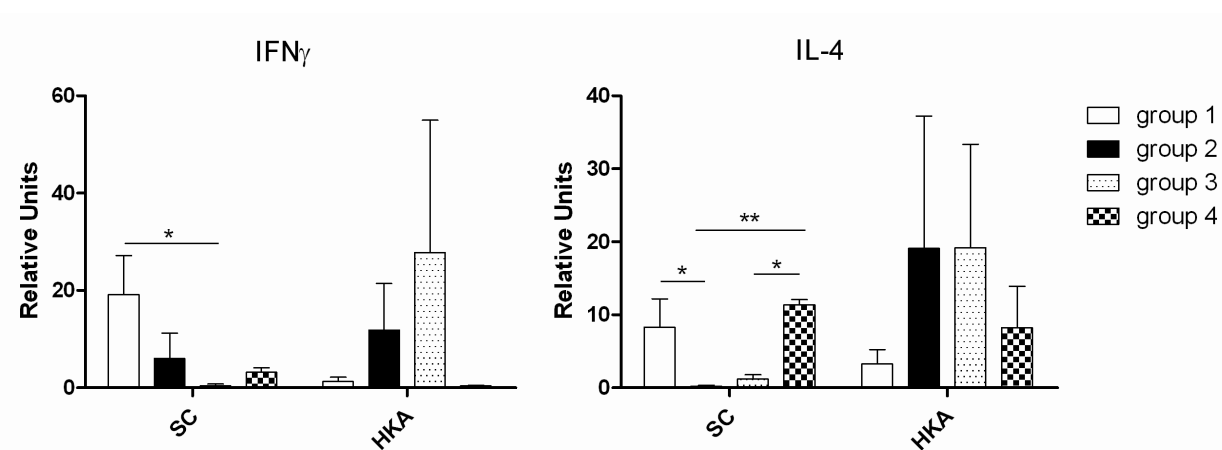 IFNγ
60
40
20
0
Relative Units
*
SC
HKA
IL-4
40
30
20
10
0
Relative Units
**
*
*
SC
HKA
group 1
group 2
group 3
group 4